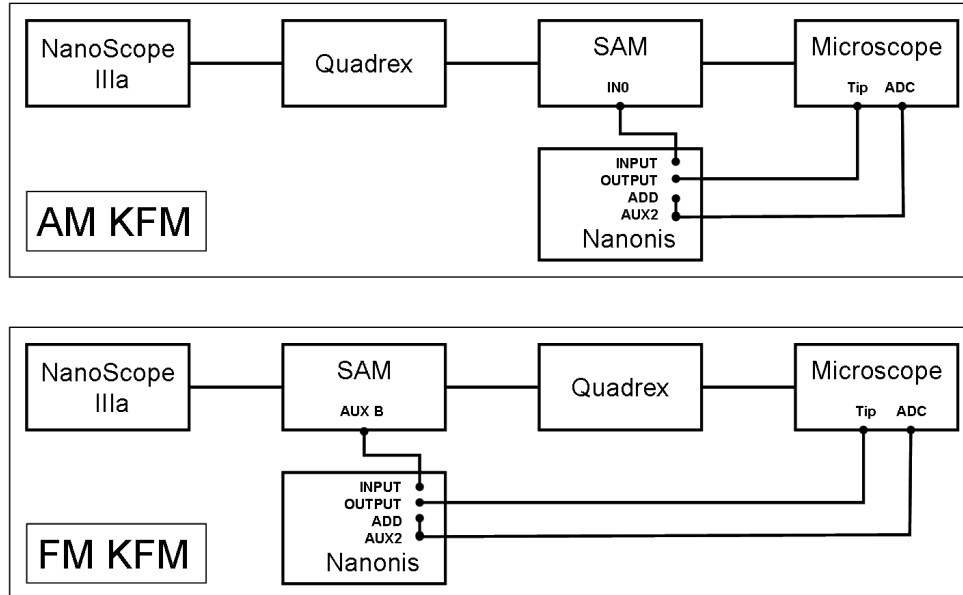 NanoScope
IIIa
Quadrex
SAM
IN0
Microscope
Tip ADC
INPUT
OUTPUT
ADD
AUX2
Nanonis
AM KFM
NanoScope
IIIa
SAM
AUX B
Quadrex
Microscope
Tip ADC
INPUT
OUTPUT
ADD
AUX2
Nanonis
FM KFM